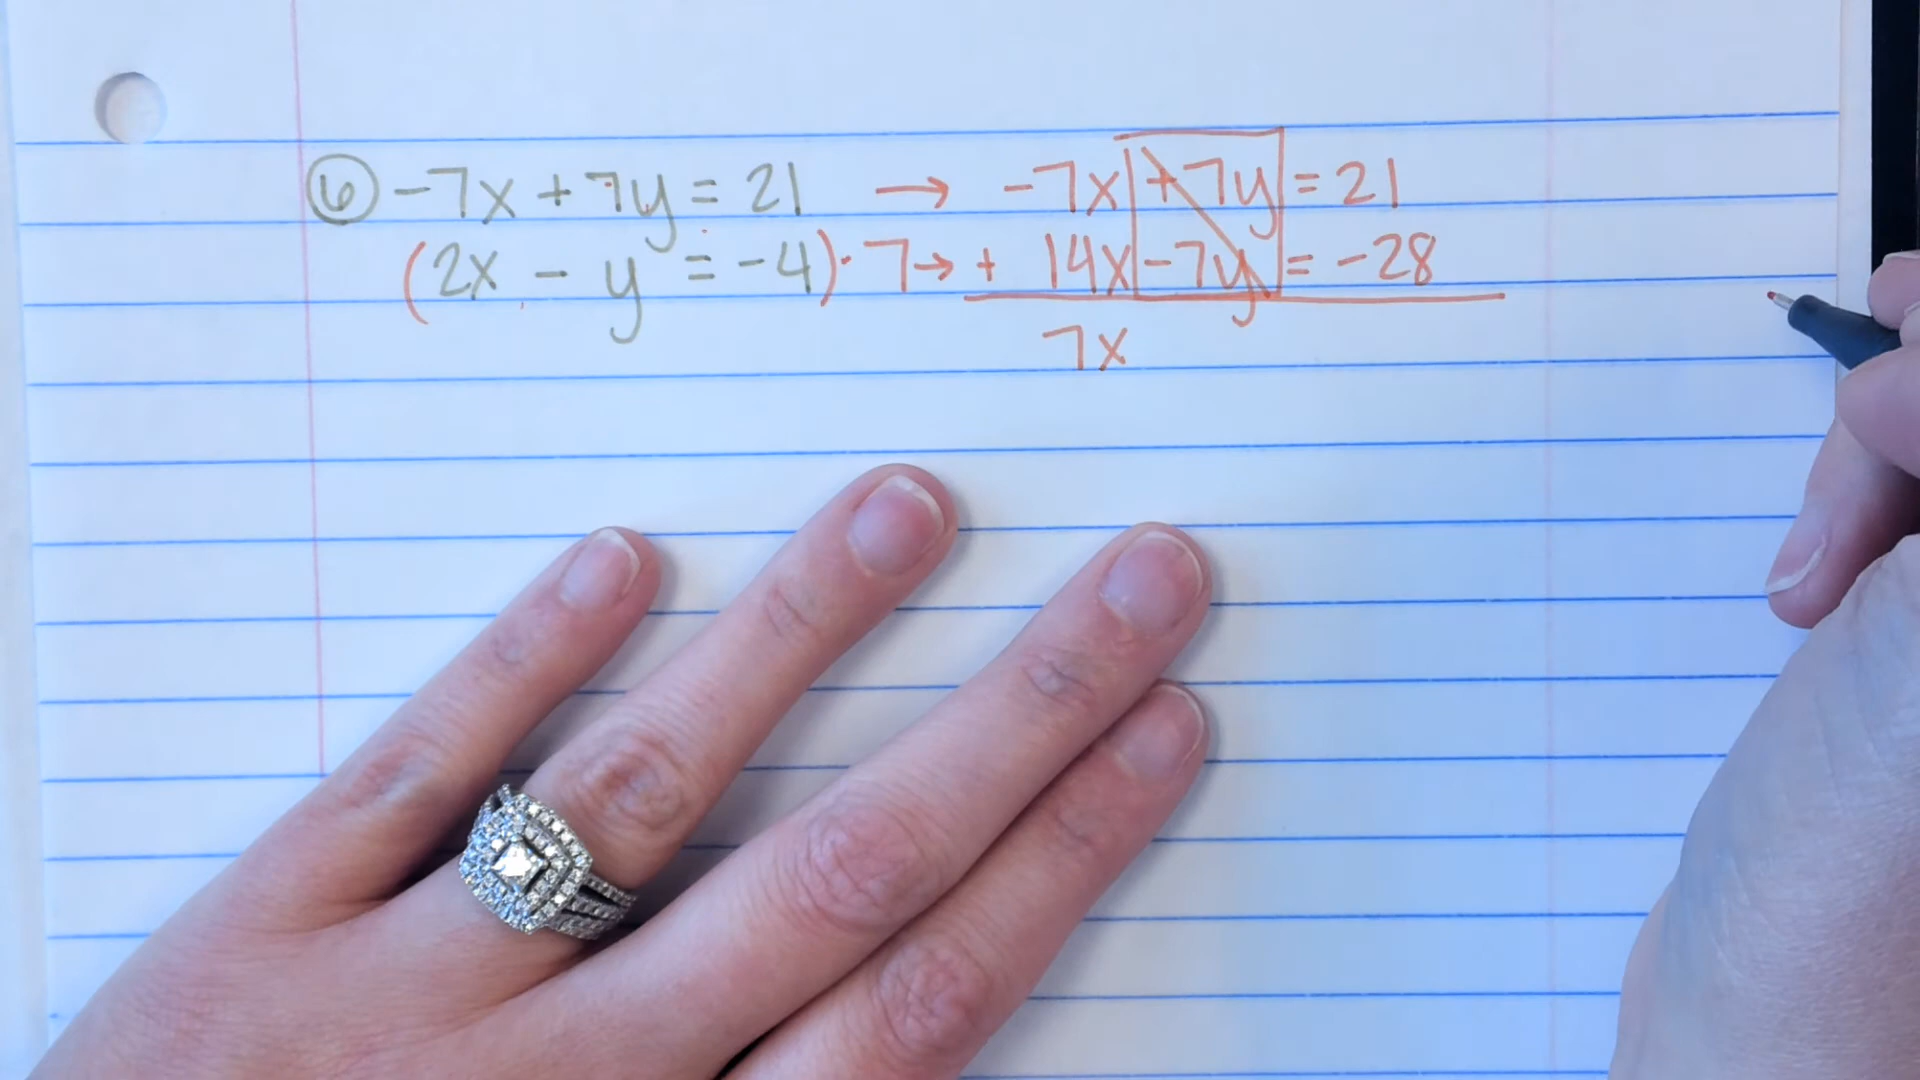 ⑥ -7x + 7y = 21 → -7x + 7y = 21
(2x - y = -4) · 7 → + 14x - 7y = -28
7x